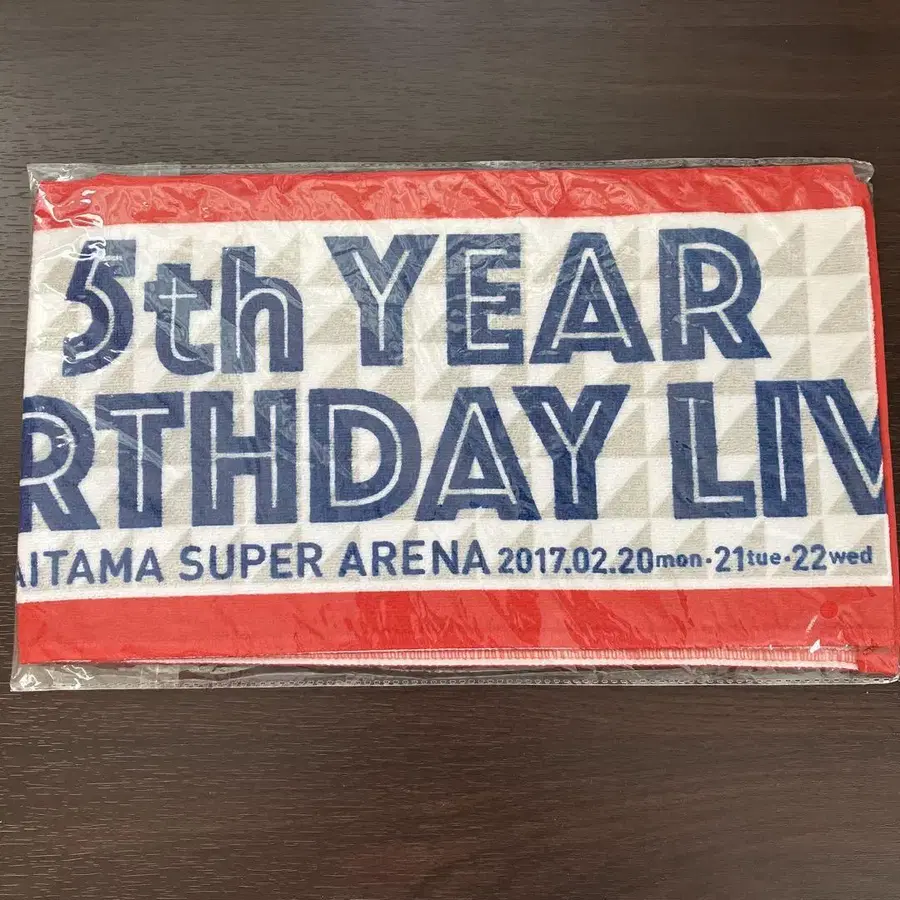 5th YEAR
RTHDAY LIV
AITAMA SUPER ARENA 2017.02.20mon·21tue·22wed